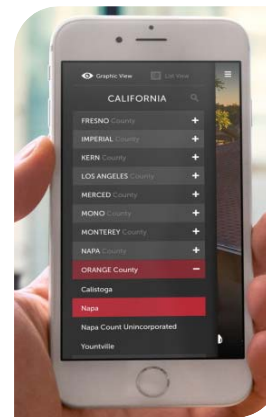 Graphic View List View
CALIFORNIA
FRESNO County +
IMPERIAL County +
KERN County +
LOS ANGELES County +
MERCED County +
MONO County +
MONTEREY County +
NAPA County +
ORANGE County −
Calistoga
Napa
Napa Count Unincorporated
Yountville